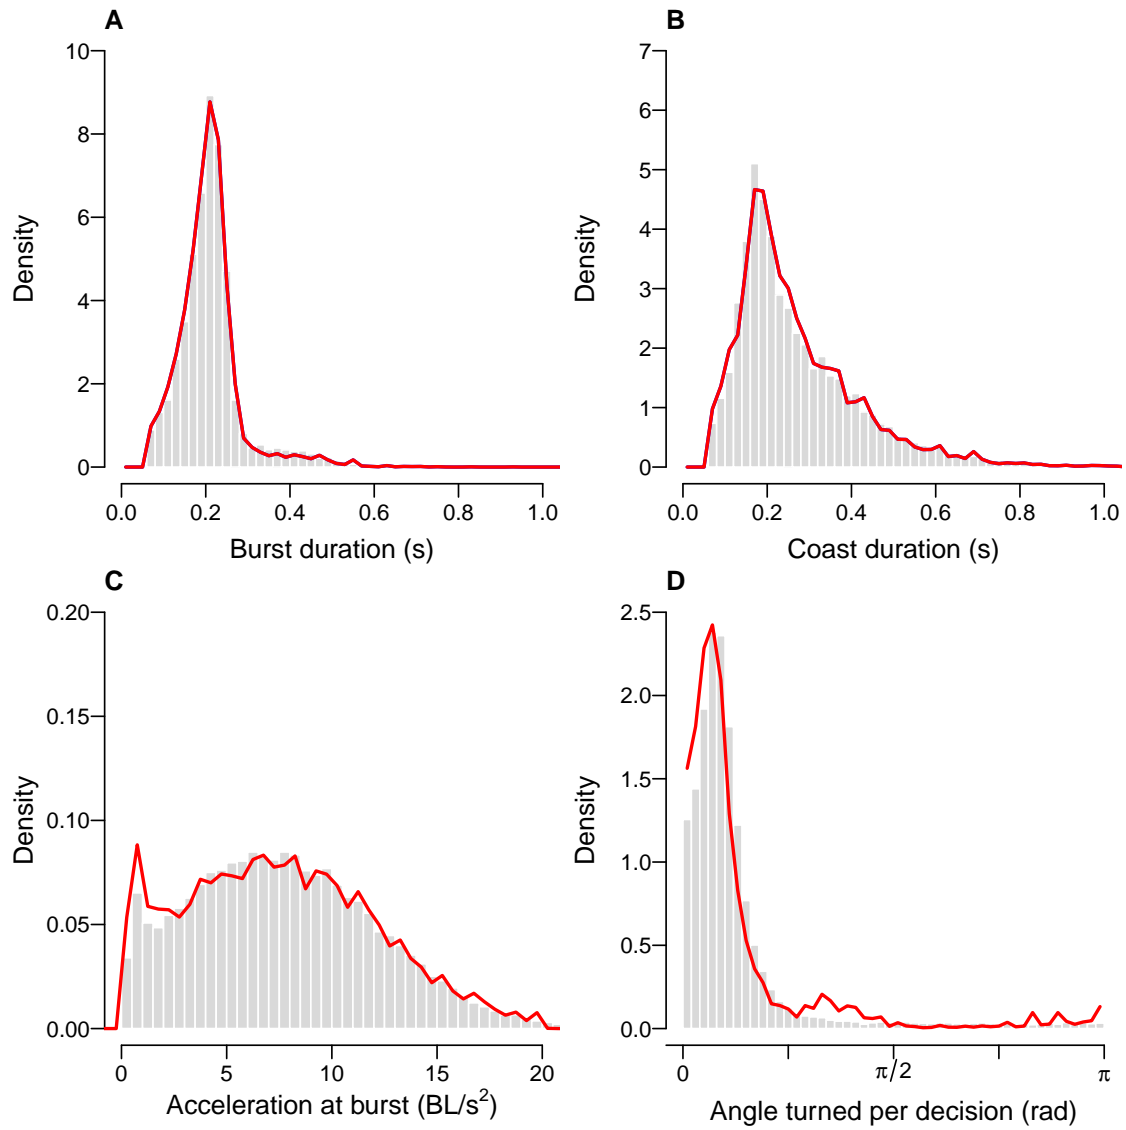 A
10
8
6
4
2
0
Density
0.0 0.2 0.4 0.6 0.8 1.0
Burst duration (s)
B
7
6
5
4
3
2
1
0
Density
0.0 0.2 0.4 0.6 0.8 1.0
Coast duration (s)
C
0.20
0.15
0.10
0.05
0.00
Density
0 5 10 15 20
Acceleration at burst (BL/s²)
D
2.5
2.0
1.5
1.0
0.5
0.0
Density
0 π/2 π
Angle turned per decision (rad)